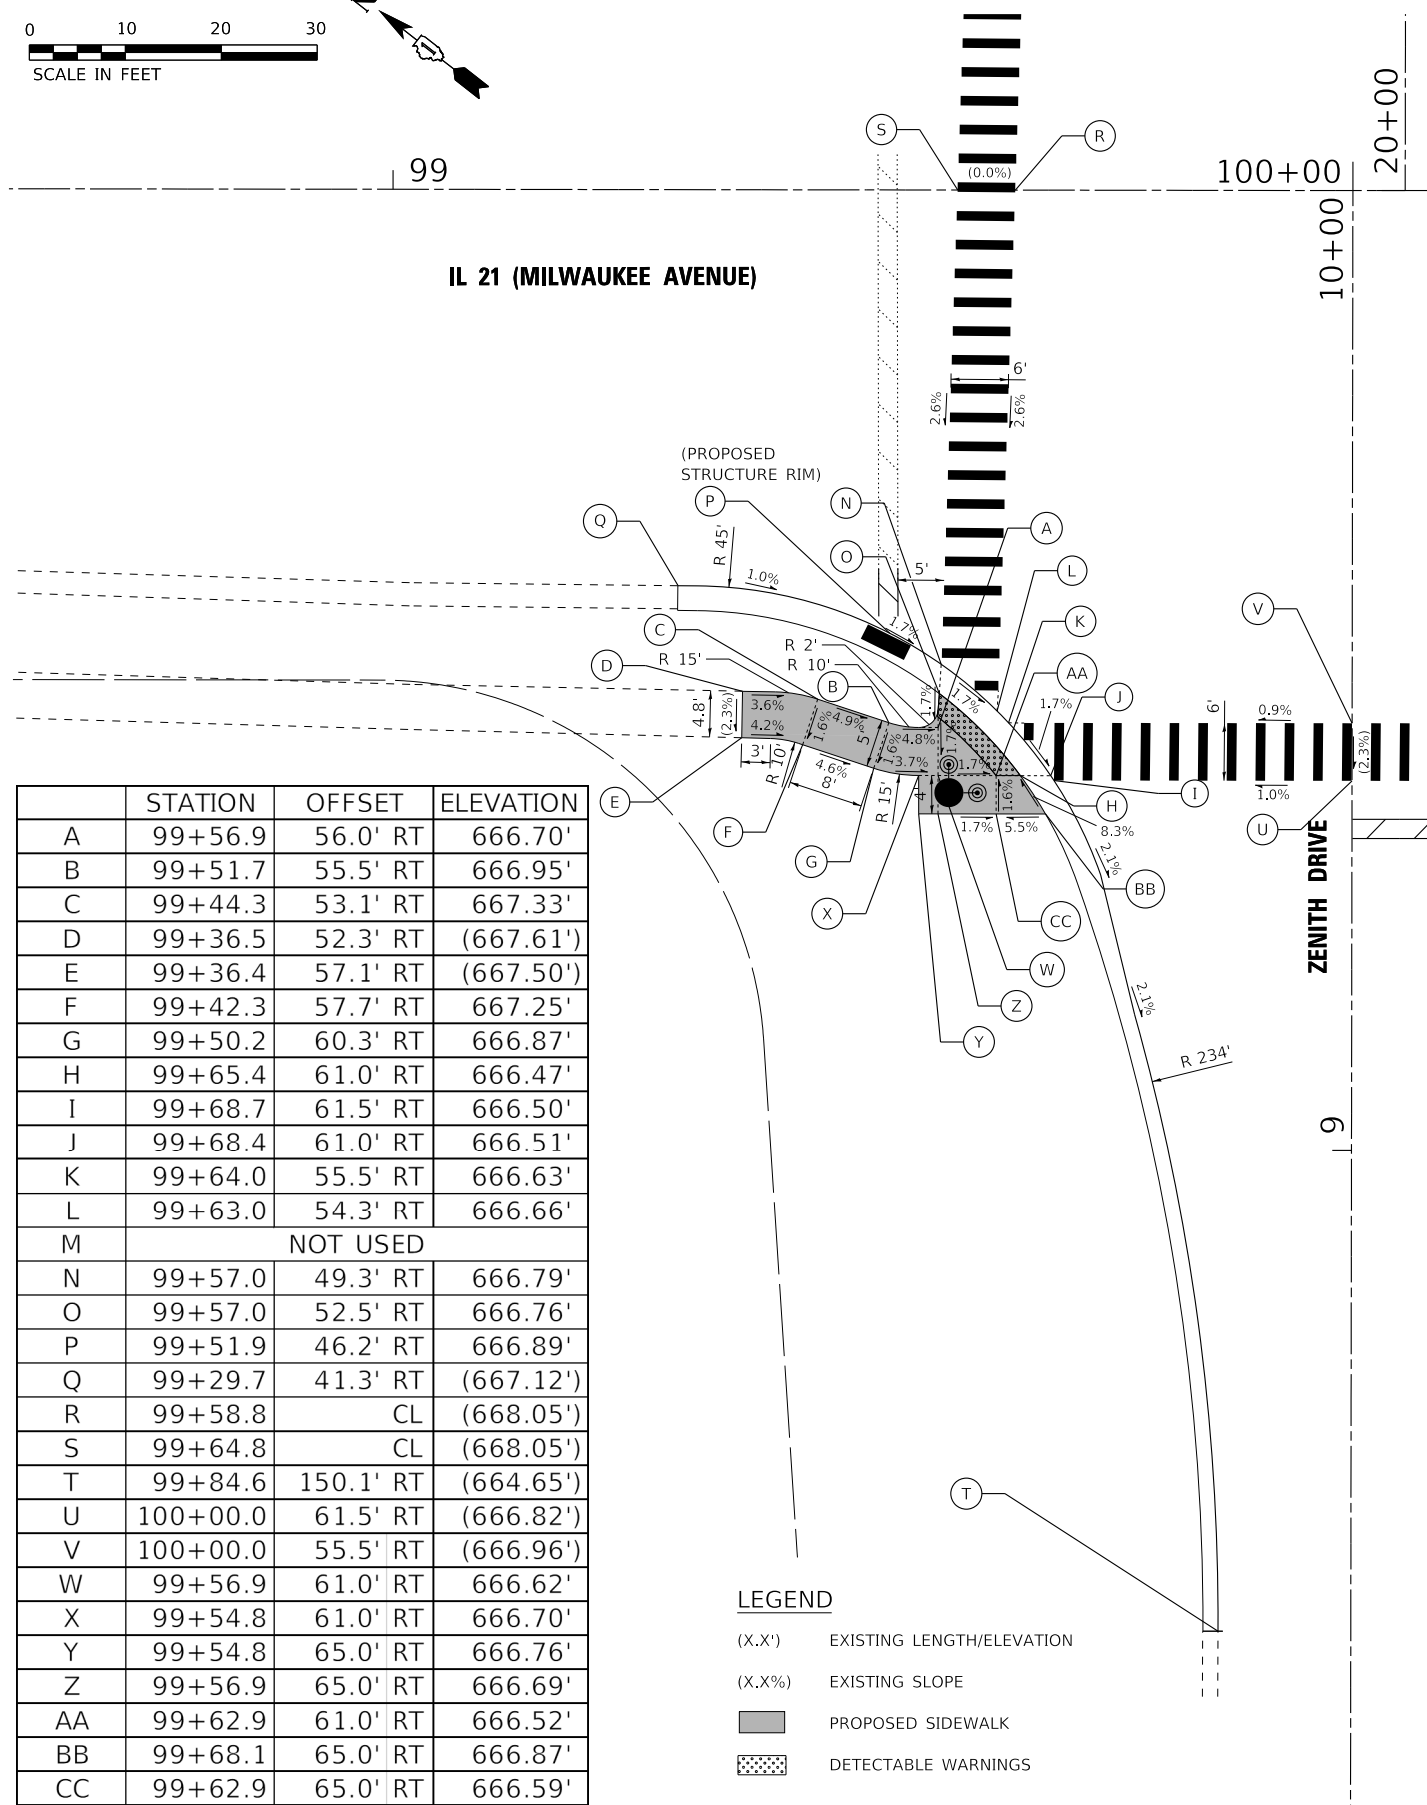 0 10 20 30
SCALE IN FEET
99
100+00
20+00
10+00
S
R
(0.0%)
IL 21 (MILWAUKEE AVENUE)
6'
2.6%
2.6%
(PROPOSED
STRUCTURE RIM)
P
N
Q
O
A
R 45'
1.0%
5'
L
1.7%
V
C
K
R 2'
D
R 15'
R 10'
AA
B
J
1.7%
1.7%
1.7%
6'
0.9%
4.8'
(2.3%)
3.6%
4.2%
1.6%
4.9%
5'
1.6%
4.8%
1.7%
(2.3%)
3'
R 10'
4.6%
8'
3.7%
1.7%
I
1.0%
E
R 15'
4'
1.6%
H
F
1.7%
5.5%
8.3%
U
G
2.1%
BB
ZENITH DRIVE
X
CC
W
Z
2.1%
Y
R 234'
9
T
STATION OFFSET ELEVATION
A 99+56.9 56.0' RT 666.70'
B 99+51.7 55.5' RT 666.95'
C 99+44.3 53.1' RT 667.33'
D 99+36.5 52.3' RT (667.61')
E 99+36.4 57.1' RT (667.50')
F 99+42.3 57.7' RT 667.25'
G 99+50.2 60.3' RT 666.87'
H 99+65.4 61.0' RT 666.47'
I 99+68.7 61.5' RT 666.50'
J 99+68.4 61.0' RT 666.51'
K 99+64.0 55.5' RT 666.63'
L 99+63.0 54.3' RT 666.66'
M NOT USED
N 99+57.0 49.3' RT 666.79'
O 99+57.0 52.5' RT 666.76'
P 99+51.9 46.2' RT 666.89'
Q 99+29.7 41.3' RT (667.12')
R 99+58.8 CL (668.05')
S 99+64.8 CL (668.05')
T 99+84.6 150.1' RT (664.65')
U 100+00.0 61.5' RT (666.82')
V 100+00.0 55.5' RT (666.96')
W 99+56.9 61.0' RT 666.62'
X 99+54.8 61.0' RT 666.70'
Y 99+54.8 65.0' RT 666.76'
Z 99+56.9 65.0' RT 666.69'
AA 99+62.9 61.0' RT 666.52'
BB 99+68.1 65.0' RT 666.87'
CC 99+62.9 65.0' RT 666.59'
LEGEND
(X.X') EXISTING LENGTH/ELEVATION
(X.X%) EXISTING SLOPE
PROPOSED SIDEWALK
DETECTABLE WARNINGS